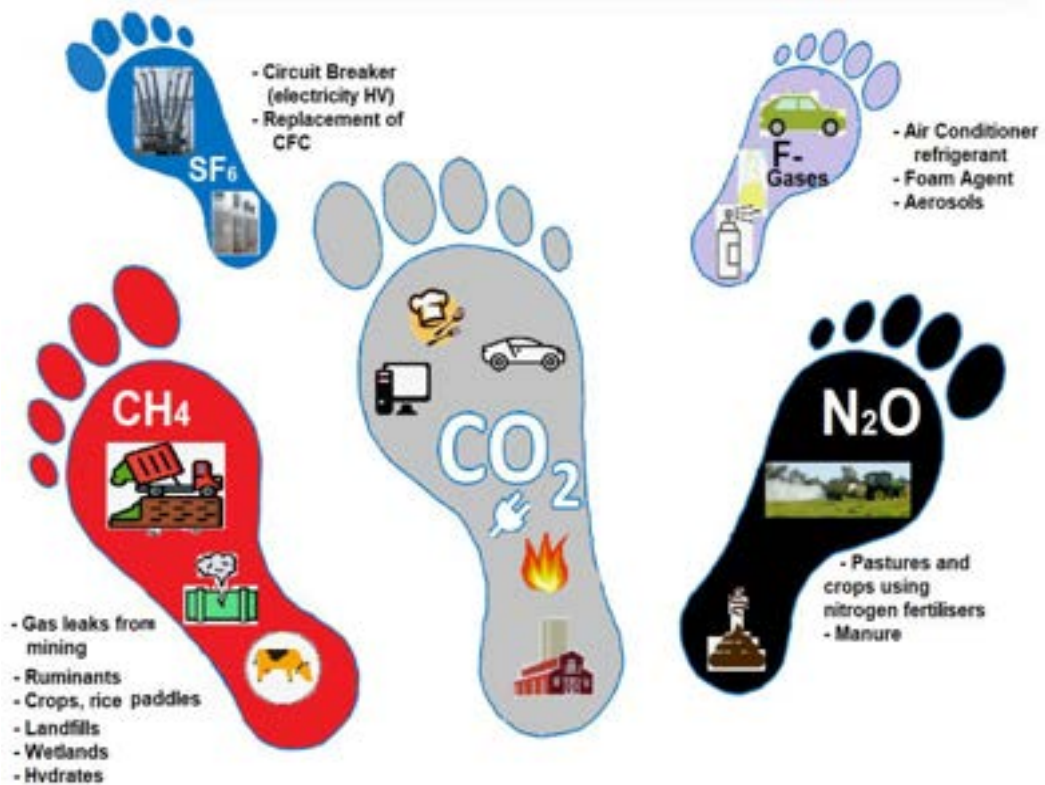 - Circuit Breaker
(electricity HV)
- Replacement of
CFC
SF6
F-
Gases
- Air Conditioner
refrigerant
- Foam Agent
- Aerosols
CH4
CO2
N2O
- Gas leaks from
mining
- Ruminants
- Crops, rice paddles
- Landfills
- Wetlands
- Hydrates
- Pastures and
crops using
nitrogen fertilisers
- Manure